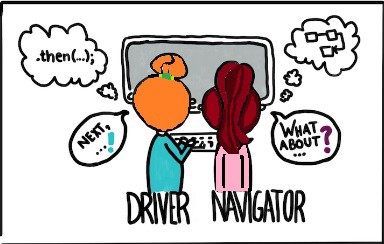 .then(...);
NEXT,
...!
WHAT
ABOUT ?
...
DRIVER NAVIGATOR